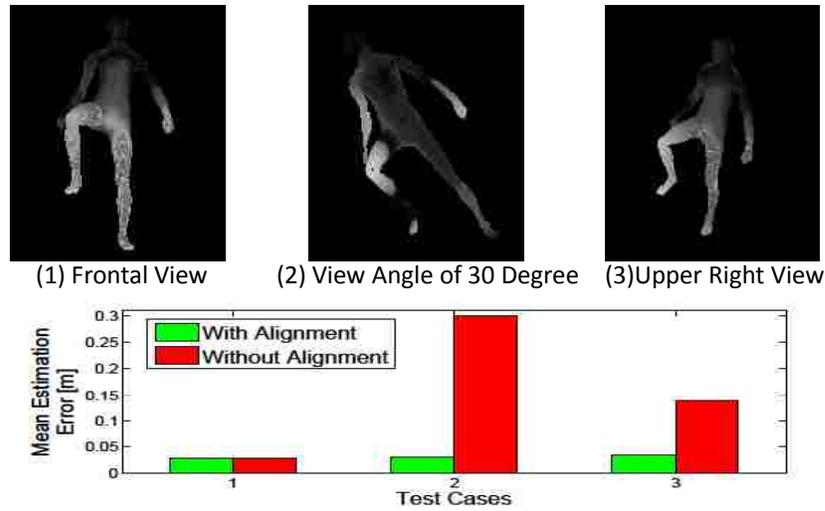 (1) Frontal View
(2) View Angle of 30 Degree
(3)Upper Right View
Mean Estimation
Error [m]
0.3
0.25
0.2
0.15
0.1
0.05
0
With Alignment
Without Alignment
1
2
3
Test Cases